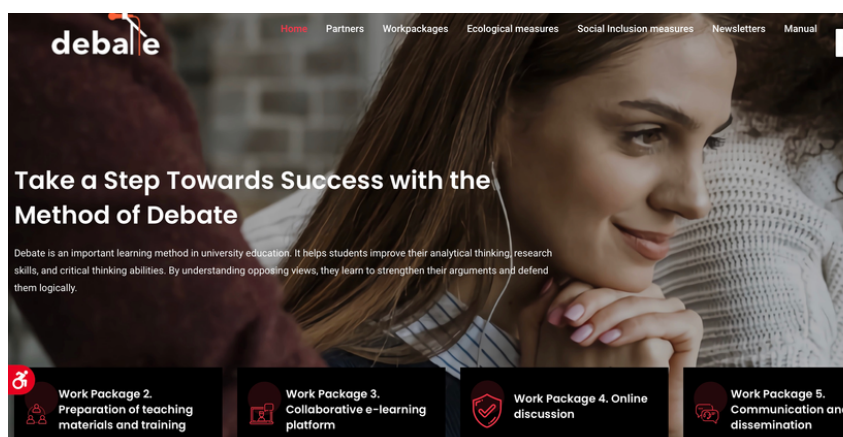 debate
Home Partners Workpackages Ecological measures Social Inclusion measures Newsletters Manual
Take a Step Towards Success with the
Method of Debate
Debate is an important learning method in university education. It helps students improve their analytical thinking, research
skills, and critical thinking abilities. By understanding opposing views, they learn to strengthen their arguments and defend
them logically.
Work Package 2.
Preparation of teaching
materials and training
Work Package 3.
Collaborative e-learning
platform
Work Package 4. Online
discussion
Work Package 5.
Communication and
dissemination